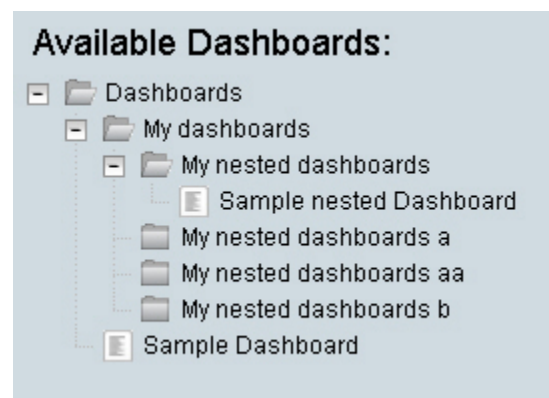 Available Dashboards:
Dashboards
My dashboards
My nested dashboards
Sample nested Dashboard
My nested dashboards a
My nested dashboards aa
My nested dashboards b
Sample Dashboard